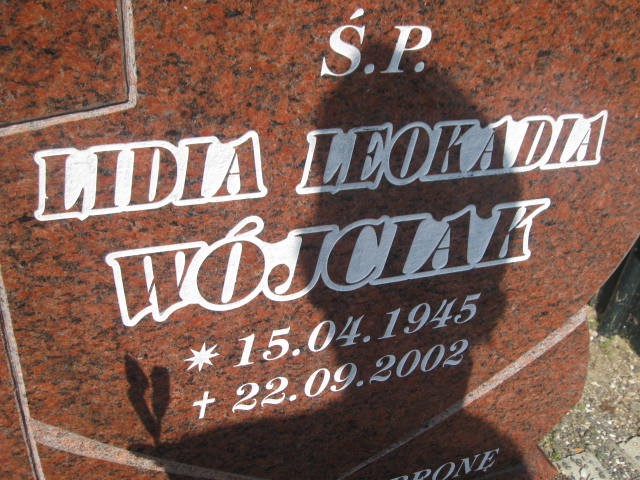 Ś.P.
LIDIA LEOKADIA
WÓJCIAK
* 15.04.1945
+ 22.09.2002